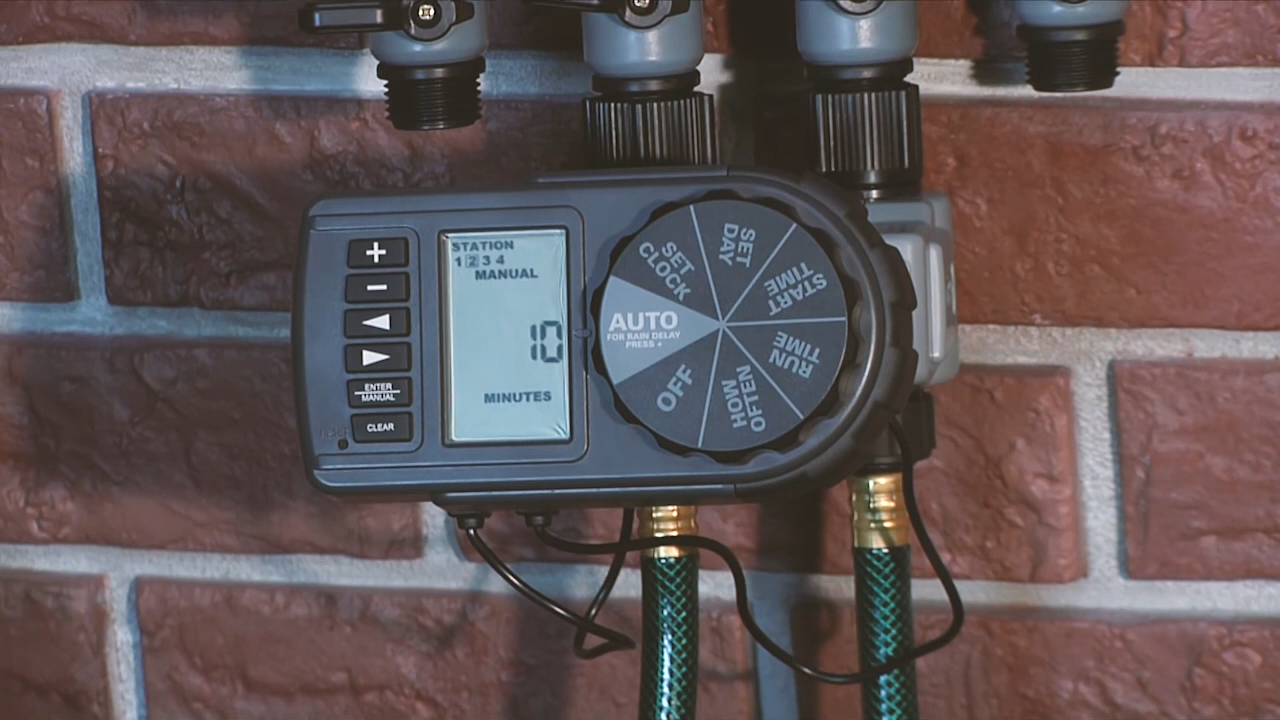 +
−
ENTER
MANUAL
CLEAR
STATION
1 2 3 4
MANUAL
10
MINUTES
SET
CLOCK
SET
DAY
START
TIME
RUN
TIME
HOW
OFTEN
OFF
AUTO
FOR RAIN DELAY
PRESS +